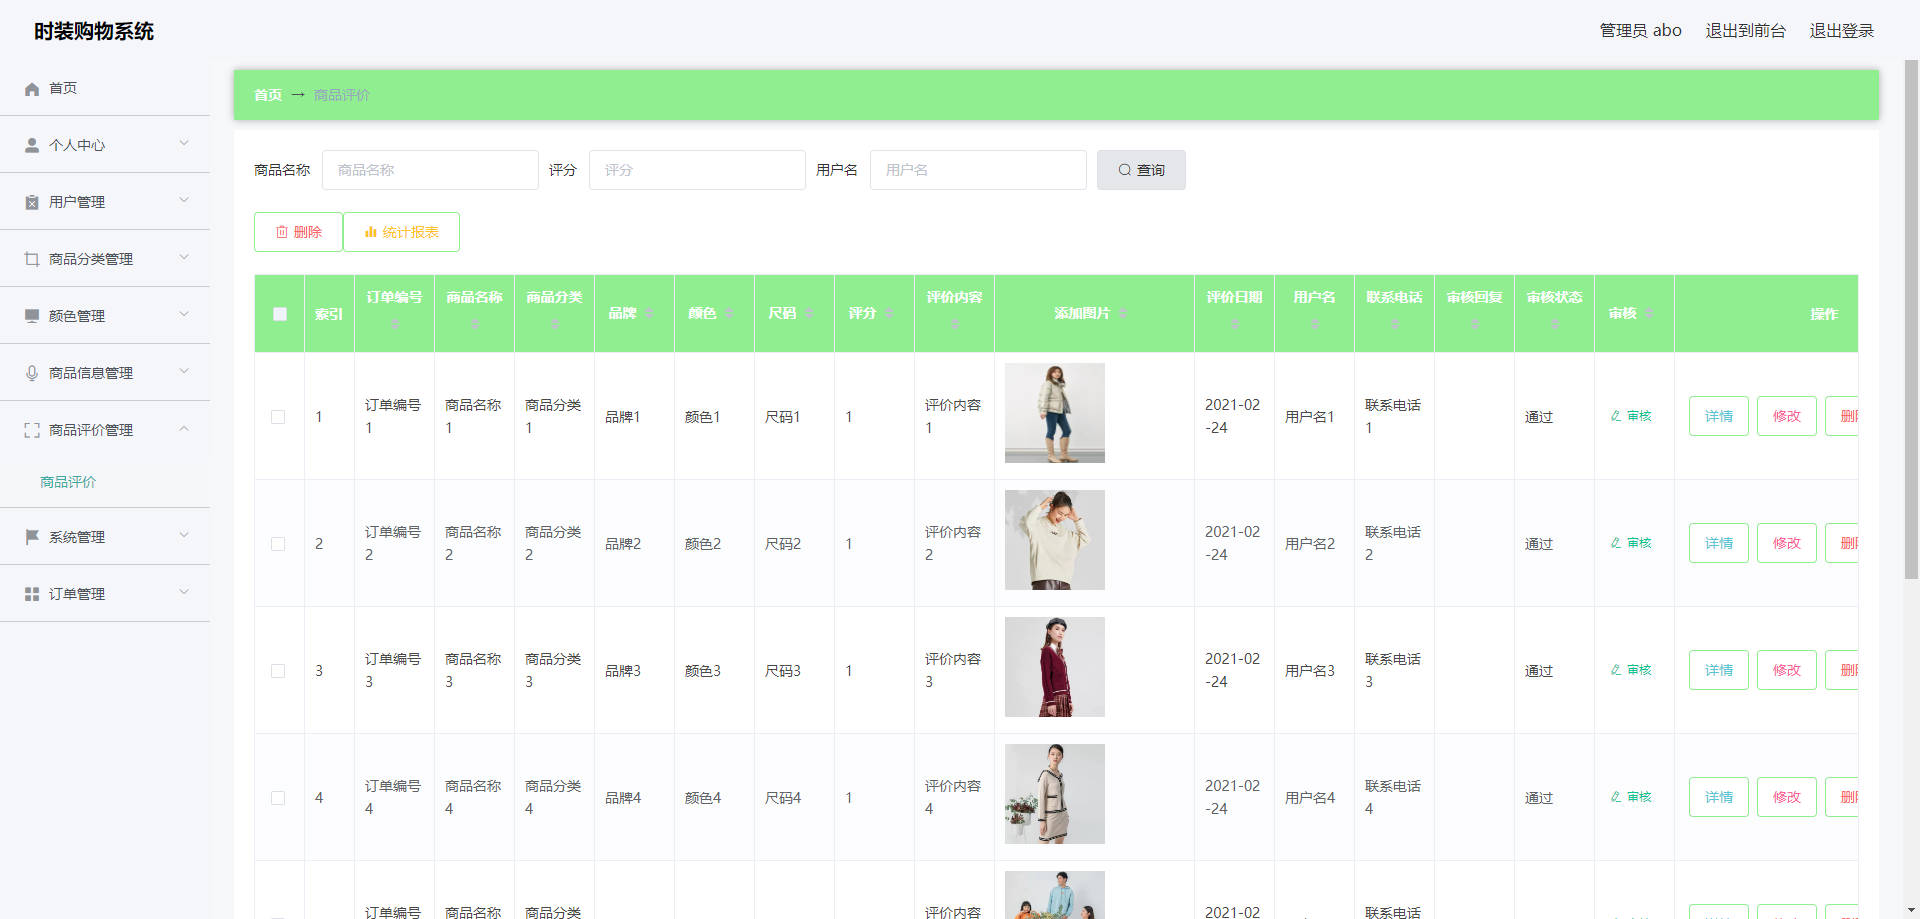 时装购物系统
管理员 abo 退出到前台 退出登录
首页
个人中心
用户管理
商品分类管理
颜色管理
商品信息管理
商品评价管理
商品评价
系统管理
订单管理
首页 → 商品评价
商品名称 商品名称 评分 评分 用户名 用户名 查询
删除 统计报表
索引 订单编号 商品名称 商品分类 品牌 颜色 尺码 评分 评价内容 添加图片 评价日期 用户名 联系电话 审核回复 审核状态 审核 操作
1 订单编号1 商品名称1 商品分类1 品牌1 颜色1 尺码1 1 评价内容1 2021-02-24 用户名1 联系电话1 通过 审核 详情 修改
2 订单编号2 商品名称2 商品分类2 品牌2 颜色2 尺码2 1 评价内容2 2021-02-24 用户名2 联系电话2 通过 审核 详情 修改
3 订单编号3 商品名称3 商品分类3 品牌3 颜色3 尺码3 1 评价内容3 2021-02-24 用户名3 联系电话3 通过 审核 详情 修改
4 订单编号4 商品名称4 商品分类4 品牌4 颜色4 尺码4 1 评价内容4 2021-02-24 用户名4 联系电话4 通过 审核 详情 修改
订单编号 商品名称 商品分类 评价内容 2021-02 联系电话